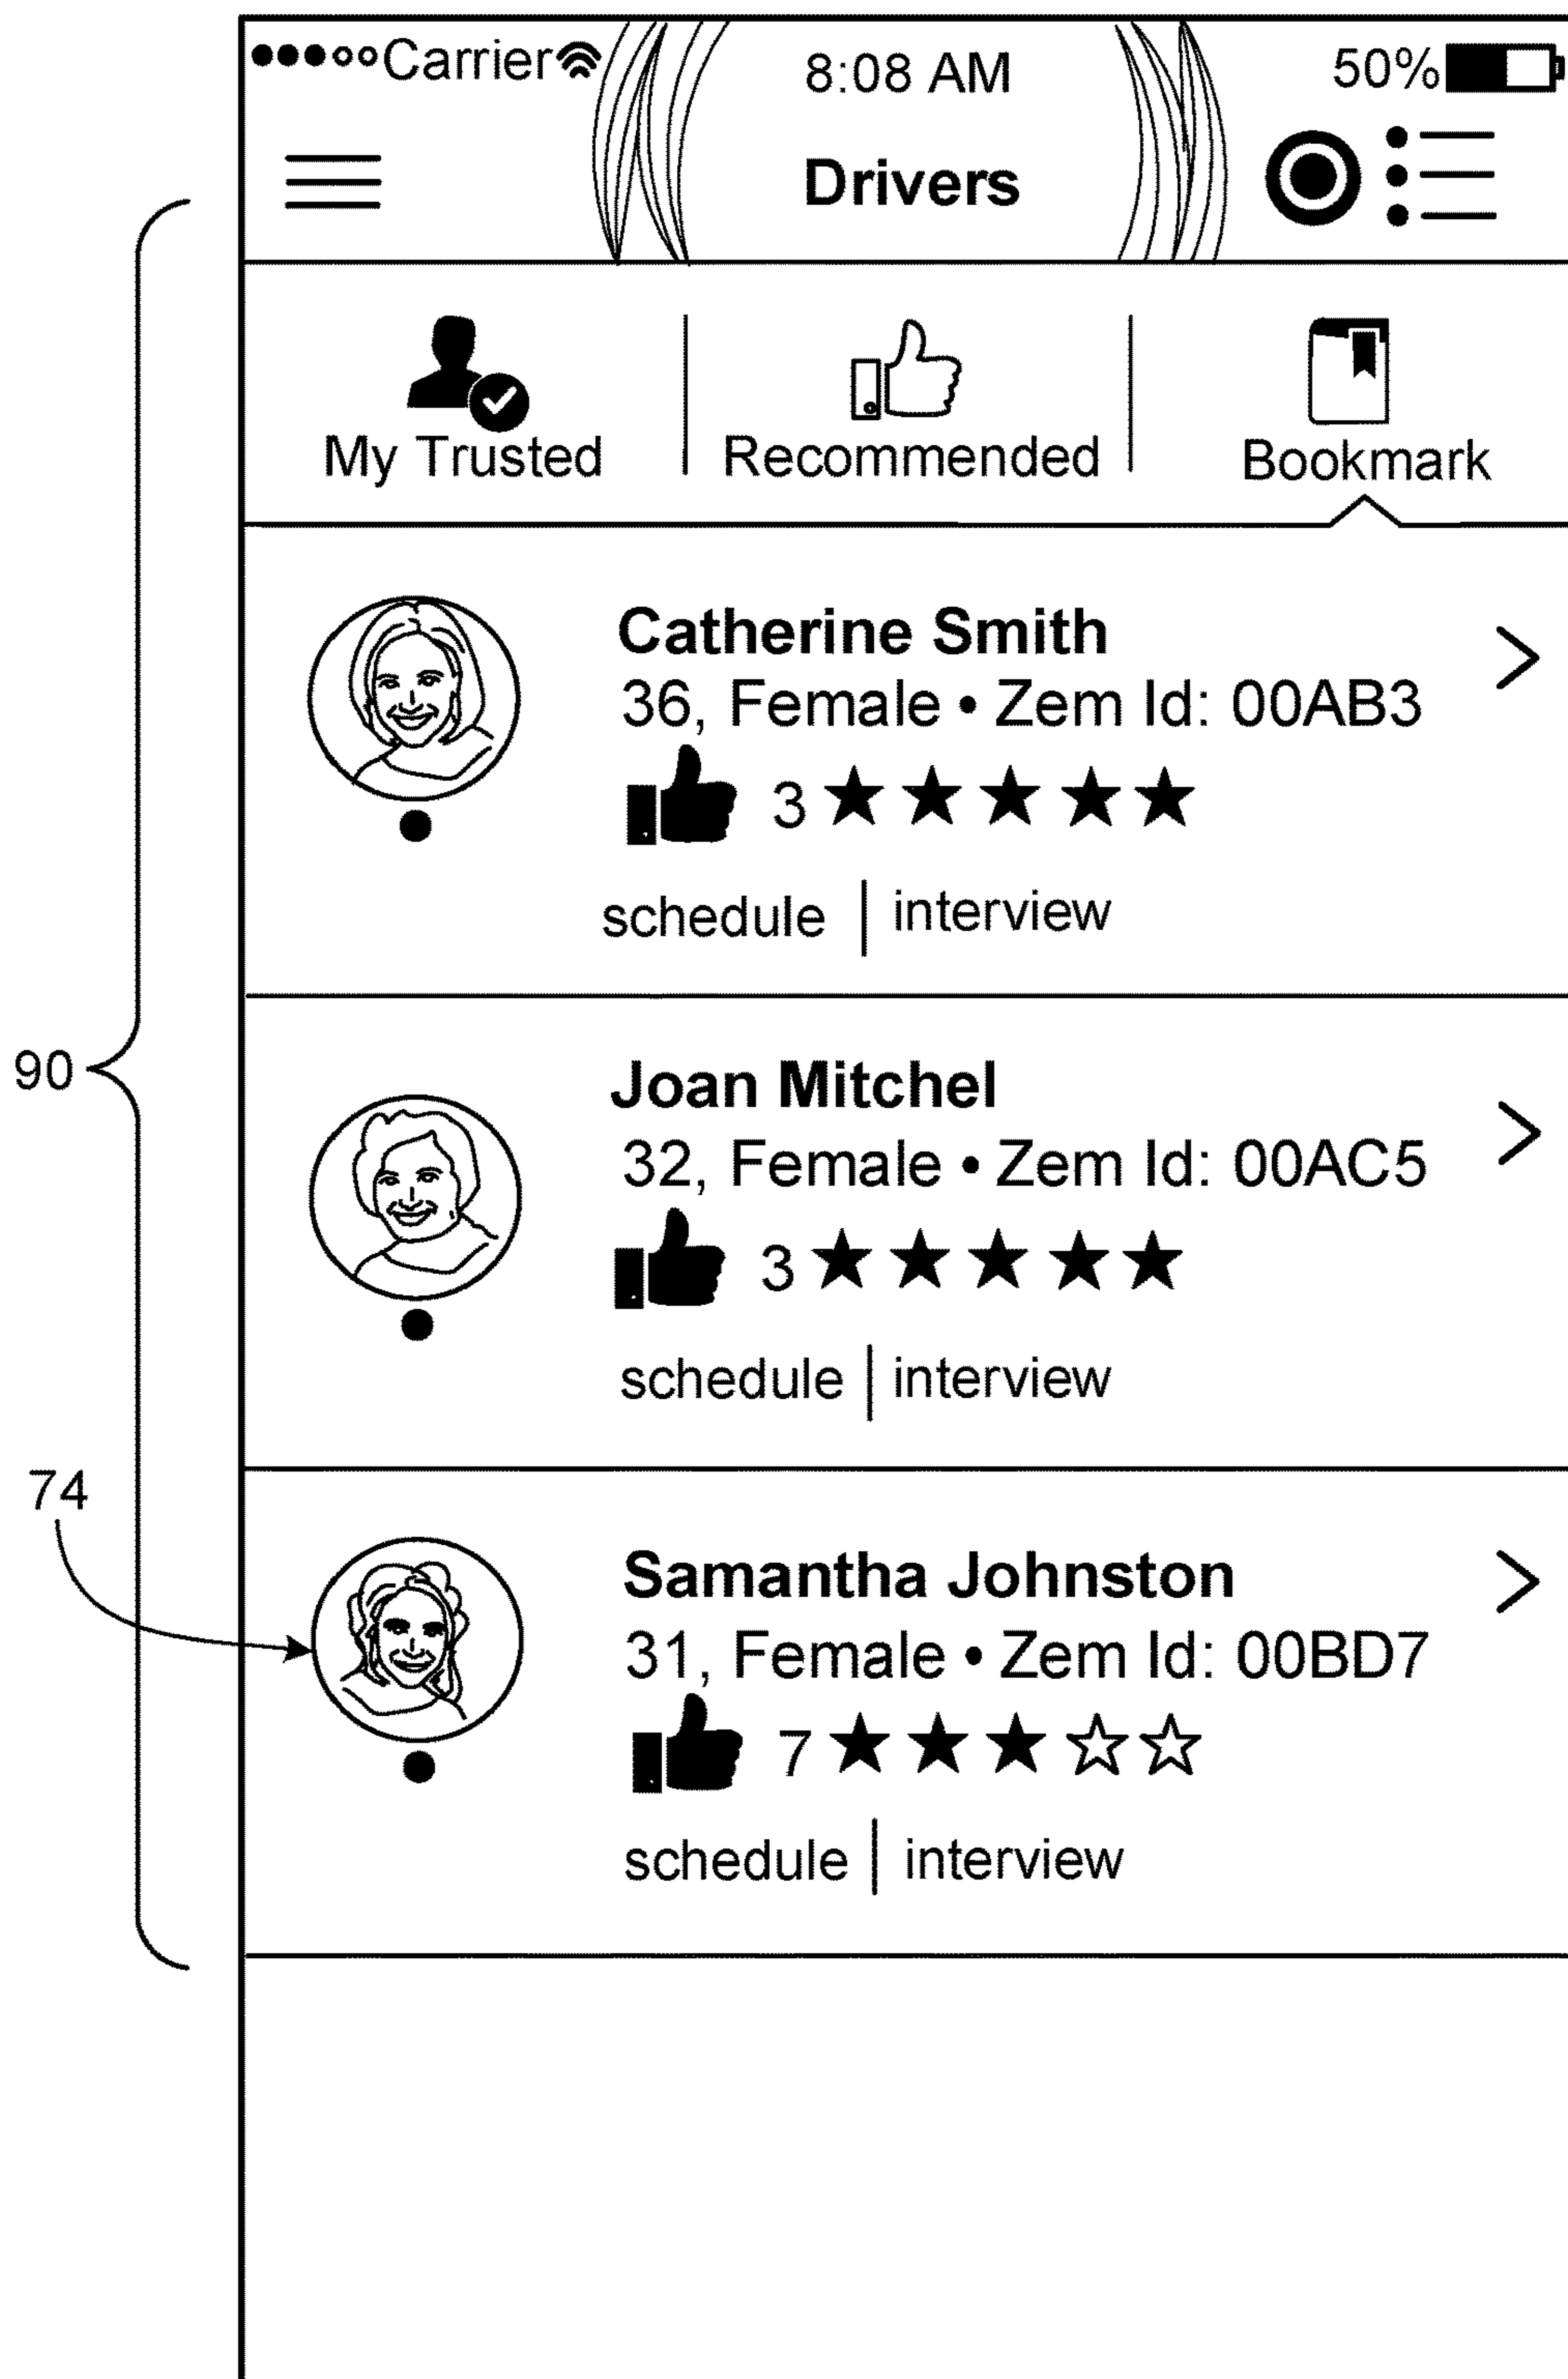 Carrier 8:08 AM 50%
Drivers
My Trusted Recommended Bookmark
Catherine Smith
36, Female • Zem Id: 00AB3
3
schedule | interview
90
Joan Mitchel
32, Female • Zem Id: 00AC5
3
schedule | interview
74
Samantha Johnston
31, Female • Zem Id: 00BD7
7
schedule | interview